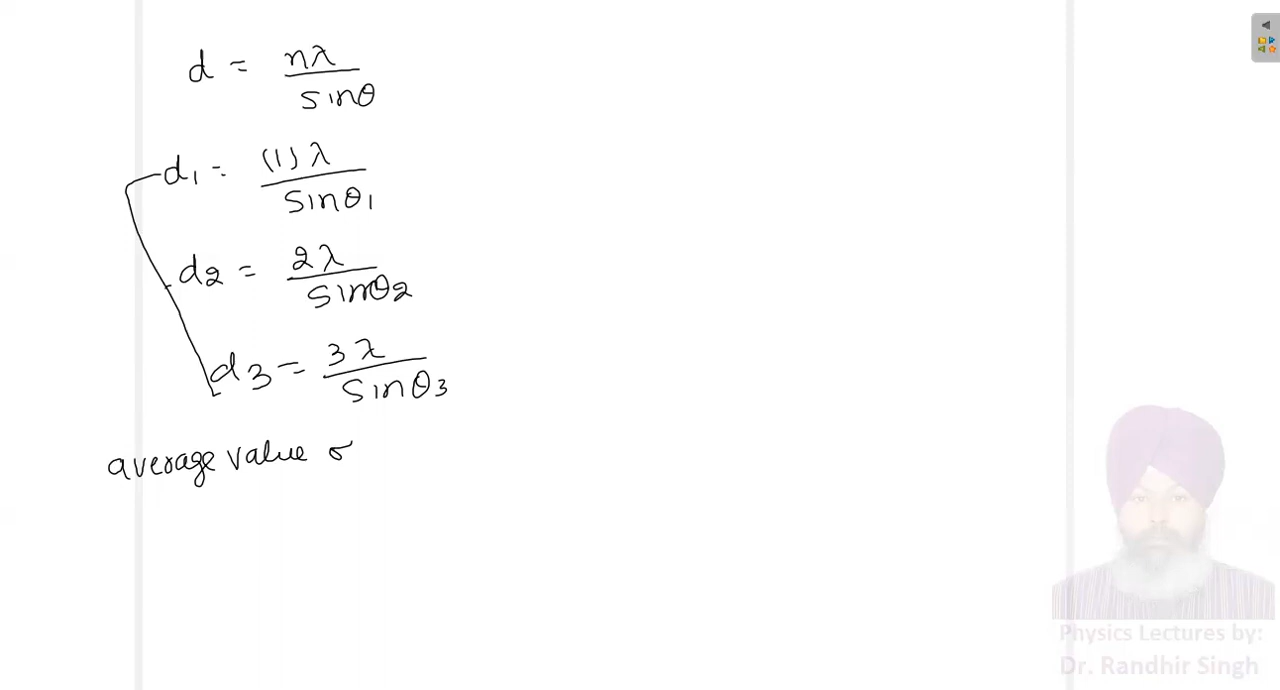 d = nλ / sinθ
d₁ = (1)λ / sinθ₁
d₂ = 2λ / sinθ₂
d₃ = 3λ / sinθ₃
average value o
Physics Lectures by:
Dr. Randhir Singh